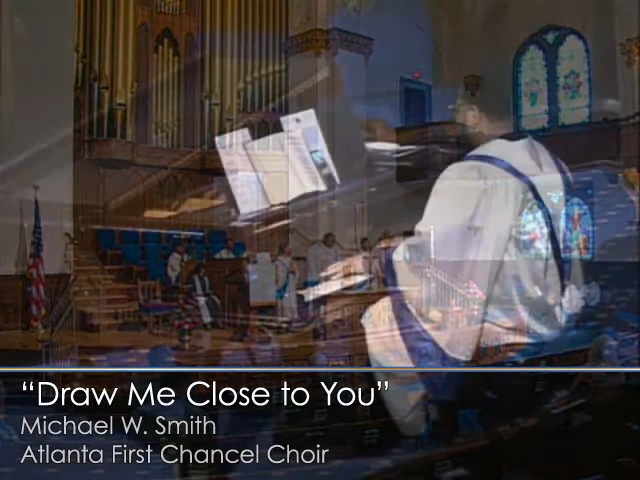 “Draw Me Close to You”
Michael W. Smith
Atlanta First Chancel Choir